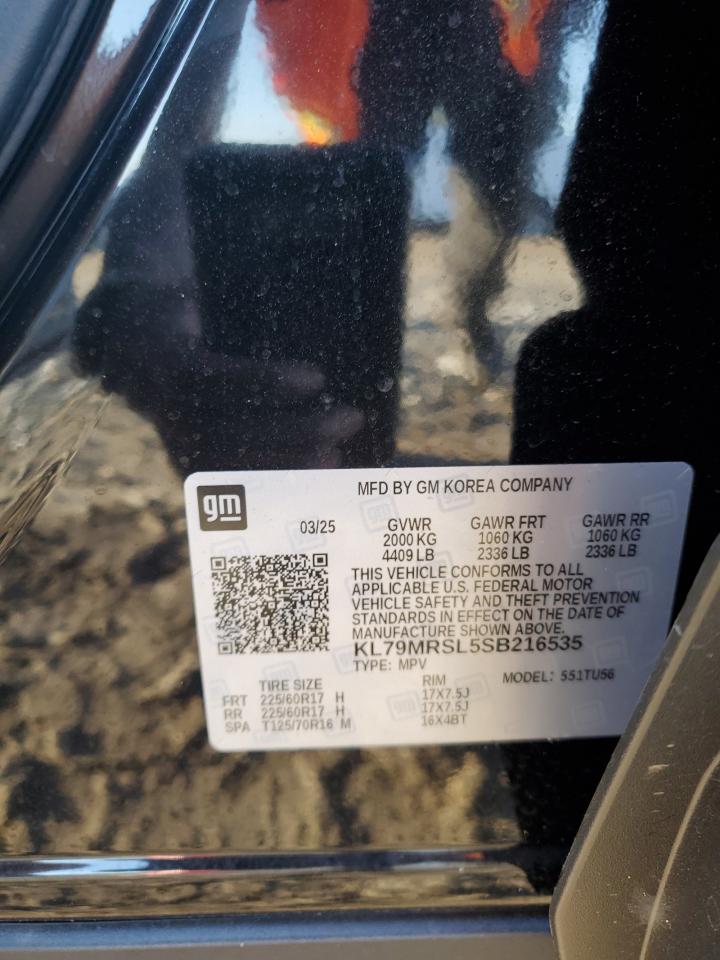 gm
MFD BY GM KOREA COMPANY
03/25 GVWR GAWR FRT GAWR RR
2000 KG 1060 KG 1060 KG
4409 LB 2336 LB 2336 LB
THIS VEHICLE CONFORMS TO ALL
APPLICABLE U.S. FEDERAL MOTOR
VEHICLE SAFETY AND THEFT PREVENTION
STANDARDS IN EFFECT ON THE DATE OF
MANUFACTURE SHOWN ABOVE.
KL79MRSL5SB216535
TYPE: MPV MODEL: 551TU56
TIRE SIZE RIM
FRT 225/60R17 H 17X7.5J
RR 225/60R17 H 17X7.5J
SPA T125/70R16 M 16X4BT